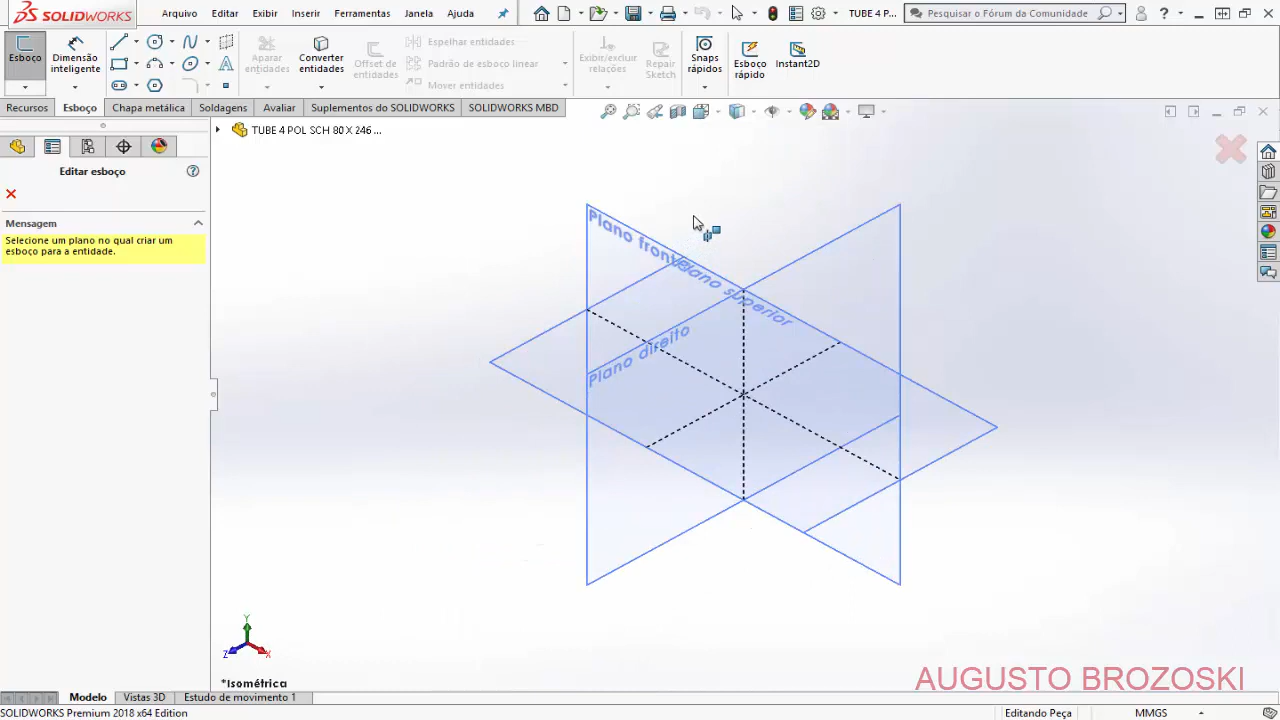 SOLIDWORKS
Arquivo Editar Exibir Inserir Ferramentas Janela Ajuda
TUBE 4 P...
Pesquisar o Fórum da Comunidade
Esboço
Dimensão inteligente
Aparar entidades
Converter entidades
Offset de entidades
Espelhar entidades
Padrão de esboço linear
Mover entidades
Exibir/excluir relações
Repair Sketch
Snaps rápidos
Esboço rápido
Instant2D
Recursos Esboço Chapa metálica Soldagens Avaliar Suplementos do SOLIDWORKS SOLIDWORKS MBD
TUBE 4 POL SCH 80 X 246 ...
Editar esboço
Mensagem
Selecione um plano no qual criar um
esboço para a entidade.
Plano frontal
Plano superior
Plano direito
Y
Z
X
*Isométrica
AUGUSTO BROZOSKI
Modelo Vistas 3D Estudo de movimento 1
SOLIDWORKS Premium 2018 x64 Edition
Editando Peça
MMGS